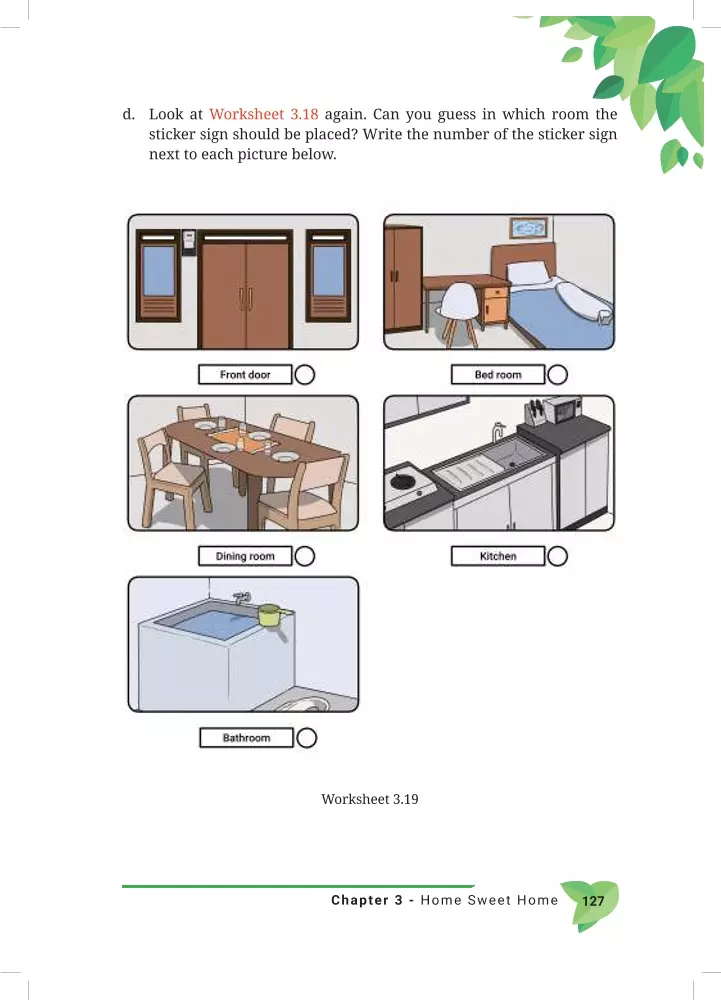 d. Look at Worksheet 3.18 again. Can you guess in which room the
sticker sign should be placed? Write the number of the sticker sign
next to each picture below.
Front door
Bed room
Dining room
Kitchen
Bathroom
Worksheet 3.19
Chapter 3 - Home Sweet Home 127